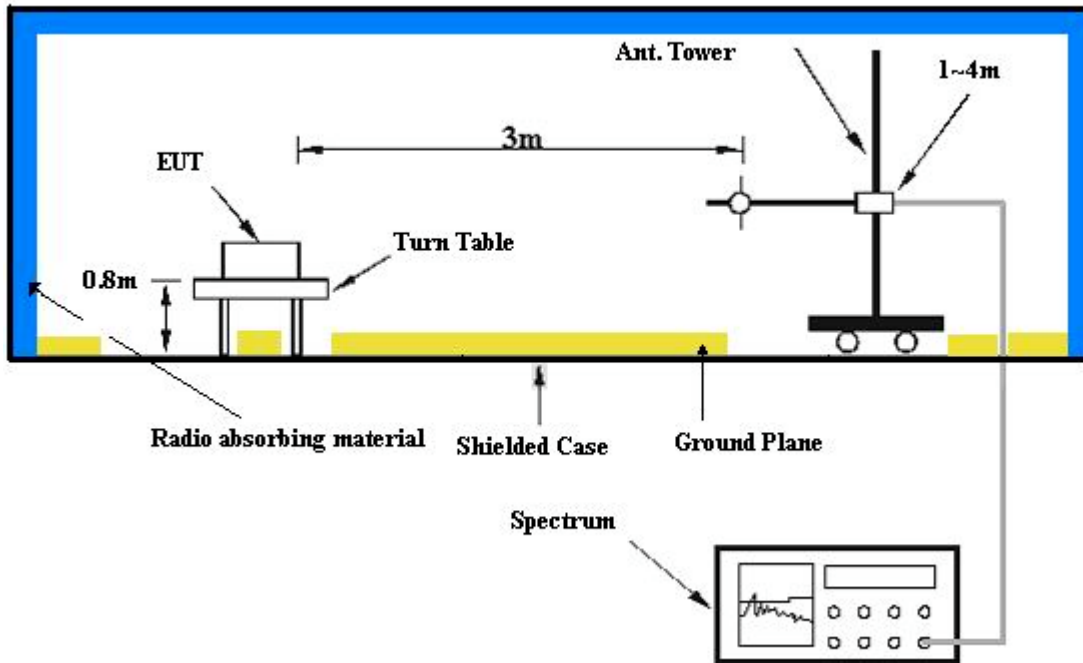 Ant. Tower
1~4m
3m
EUT
Turn Table
0.8m
Radio absorbing material
Shielded Case
Ground Plane
Spectrum